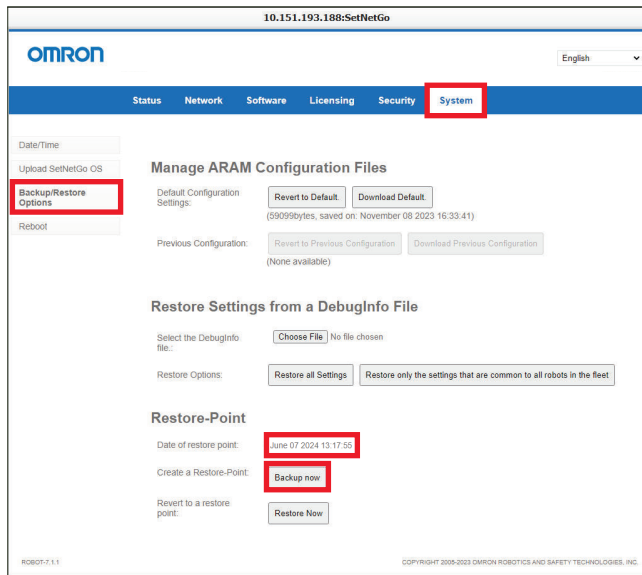 10.151.193.188:SetNetGo
OMRON
English
Status Network Software Licensing Security System
Date/Time
Upload SetNetGo OS
Backup/Restore
Options
Reboot
Manage ARAM Configuration Files
Default Configuration
Settings:
Revert to Default. Download Default.
(59099bytes, saved on: November 08 2023 16:33:41)
Previous Configuration:
Revert to Previous Configuration Download Previous Configuration
(None available)
Restore Settings from a DebugInfo File
Select the DebugInfo
file.:
Choose File No file chosen
Restore Options:
Restore all Settings Restore only the settings that are common to all robots in the fleet
Restore-Point
Date of restore point:
June 07 2024 13:17:55
Create a Restore-Point:
Backup now
Revert to a restore
point:
Restore Now
ROBOT-7.1.1
COPYRIGHT 2005-2023 OMRON ROBOTICS AND SAFETY TECHNOLOGIES, INC.